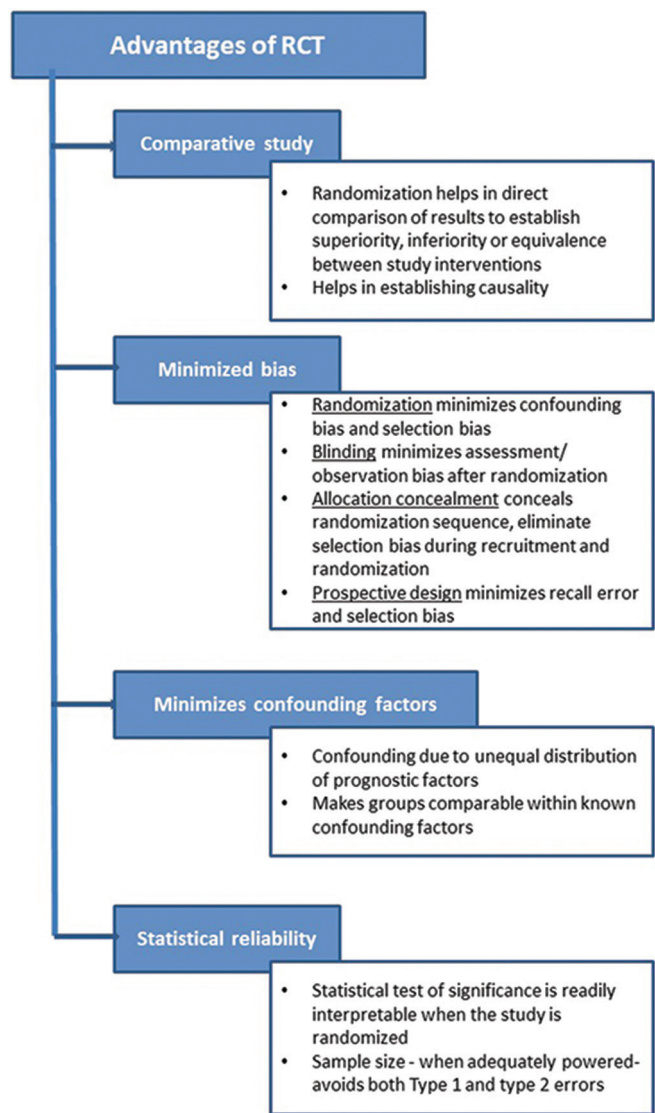 Advantages of RCT
Comparative study
• Randomization helps in direct
comparison of results to establish
superiority, inferiority or equivalence
between study interventions
• Helps in establishing causality
Minimized bias
• Randomization minimizes confounding
bias and selection bias
• Blinding minimizes assessment/
observation bias after randomization
• Allocation concealment conceals
randomization sequence, eliminate
selection bias during recruitment and
randomization
• Prospective design minimizes recall error
and selection bias
Minimizes confounding factors
• Confounding due to unequal distribution
of prognostic factors
• Makes groups comparable within known
confounding factors
Statistical reliability
• Statistical test of significance is readily
interpretable when the study is
randomized
• Sample size - when adequately powered-
avoids both Type 1 and type 2 errors